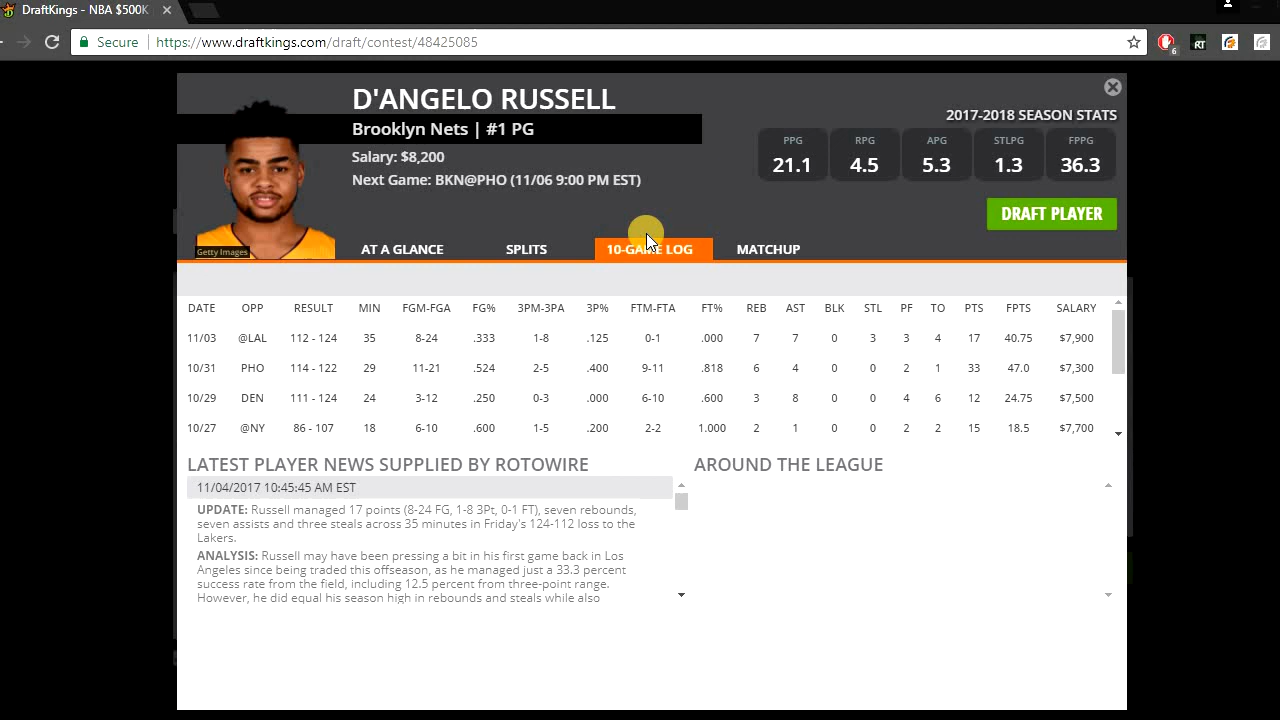 DraftKings - NBA $500K
Secure
https://www.draftkings.com/draft/contest/48425085
6
RT
D'ANGELO RUSSELL
Brooklyn Nets | #1 PG
Salary: $8,200
Next Game: BKN@PHO (11/06 9:00 PM EST)
2017-2018 SEASON STATS
PPG RPG APG STLPG FPPG
21.1 4.5 5.3 1.3 36.3
DRAFT PLAYER
Getty Images
AT A GLANCE SPLITS 10-GAME LOG MATCHUP
DATE OPP RESULT MIN FGM-FGA FG% 3PM-3PA 3P% FTM-FTA FT% REB AST BLK STL PF TO PTS FPTS SALARY
11/03 @LAL 112 - 124 35 8-24 .333 1-8 .125 0-1 .000 7 7 0 3 3 4 17 40.75 $7,900
10/31 PHO 114 - 122 29 11-21 .524 2-5 .400 9-11 .818 6 4 0 0 2 1 33 47.0 $7,300
10/29 DEN 111 - 124 24 3-12 .250 0-3 .000 6-10 .600 3 8 0 0 4 6 12 24.75 $7,500
10/27 @NY 86 - 107 18 6-10 .600 1-5 .200 2-2 1.000 2 1 0 0 2 2 15 18.5 $7,700
LATEST PLAYER NEWS SUPPLIED BY ROTOWIRE
11/04/2017 10:45:45 AM EST
UPDATE: Russell managed 17 points (8-24 FG, 1-8 3Pt, 0-1 FT), seven rebounds,
seven assists and three steals across 35 minutes in Friday's 124-112 loss to the
Lakers.
ANALYSIS: Russell may have been pressing a bit in his first game back in Los
Angeles since being traded this offseason, as he managed just a 33.3 percent
success rate from the field, including 12.5 percent from three-point range.
However, he did equal his season high in rebounds and steals while also
AROUND THE LEAGUE